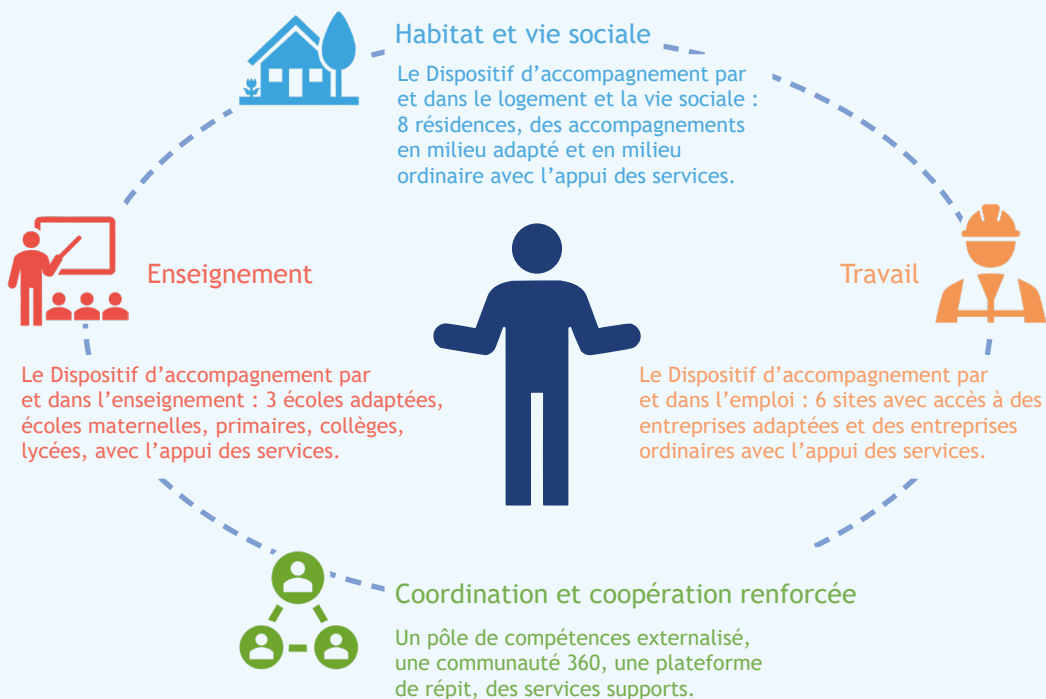 Habitat et vie sociale
Le Dispositif d’accompagnement par
et dans le logement et la vie sociale :
8 résidences, des accompagnements
en milieu adapté et en milieu
ordinaire avec l’appui des services.
Enseignement
Le Dispositif d’accompagnement par
et dans l’enseignement : 3 écoles adaptées,
écoles maternelles, primaires, collèges,
lycées, avec l’appui des services.
Travail
Le Dispositif d’accompagnement par
et dans l’emploi : 6 sites avec accès à des
entreprises adaptées et des entreprises
ordinaires avec l’appui des services.
Coordination et coopération renforcée
Un pôle de compétences externalisé,
une communauté 360, une plateforme
de répit, des services supports.